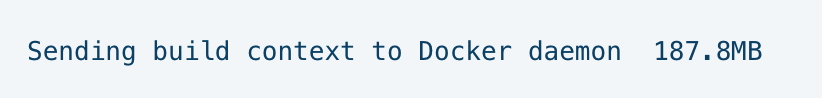 Sending build context to Docker daemon  187.8MB